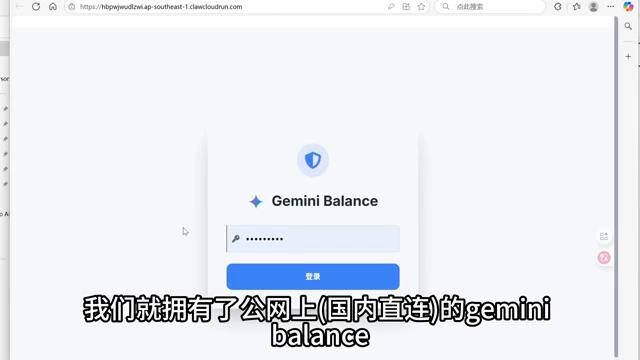 https://hbpwjwudlzwi.ap-southeast-1.clawcloudrun.com
点此搜索
Gemini Balance
•••••••••
登录
我们就拥有了公网上(国内直连)的gemini
balance